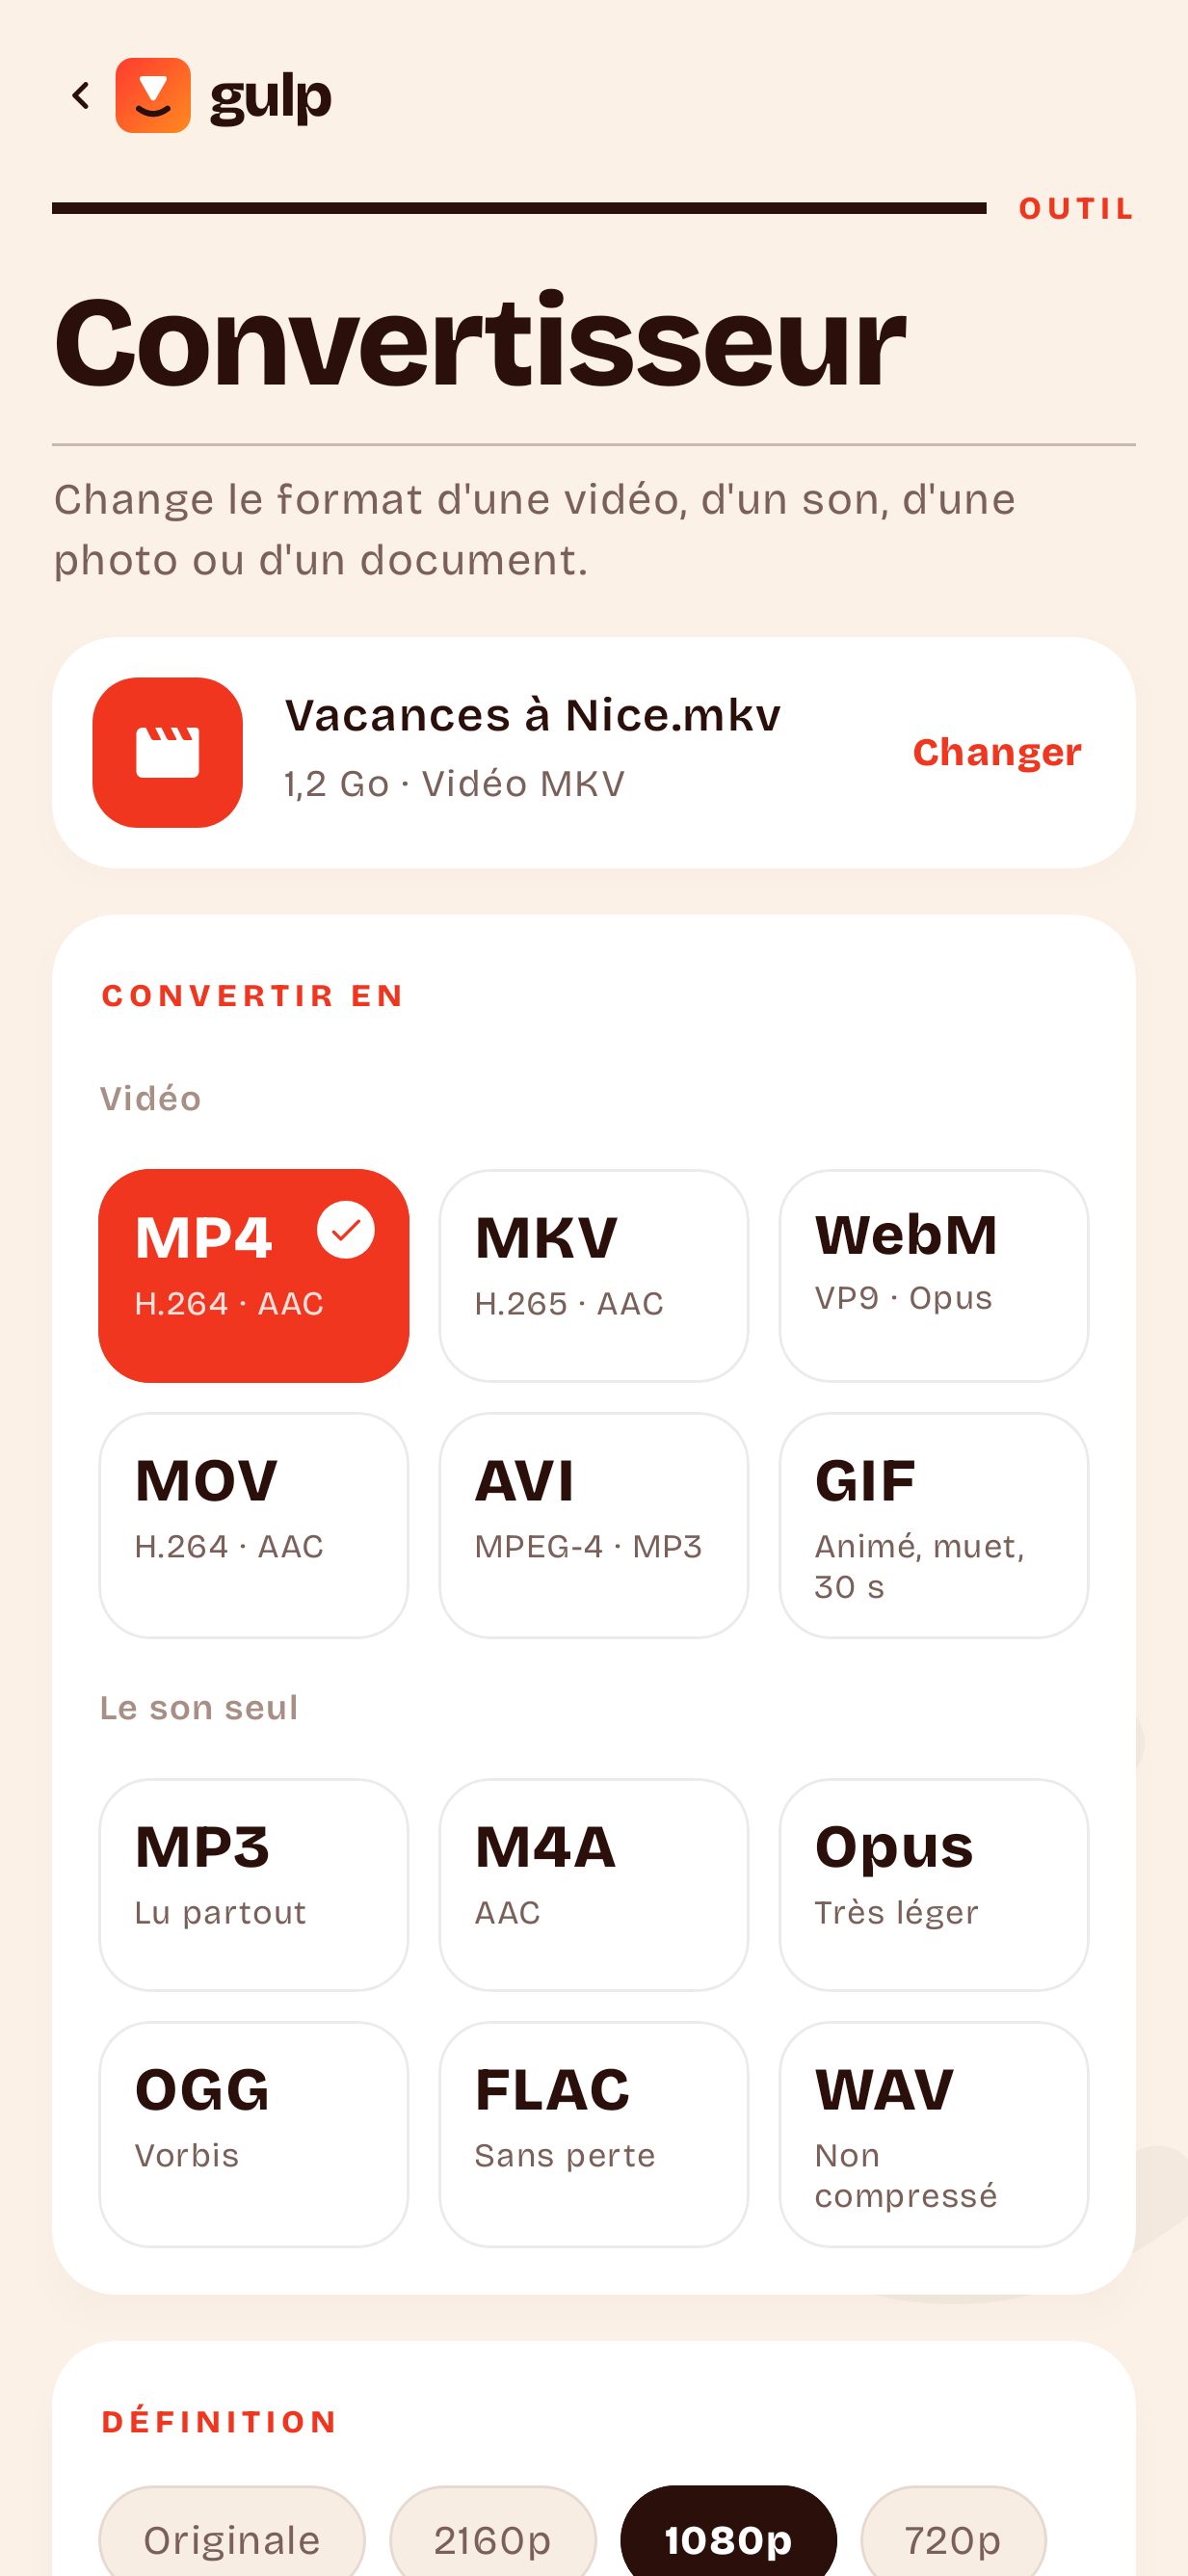 gulp
OUTIL
Convertisseur
Change le format d'une vidéo, d'un son, d'une
photo ou d'un document.
Vacances à Nice.mkv
1,2 Go · Vidéo MKV
Changer
CONVERTIR EN
Vidéo
MP4
H.264 · AAC
MKV
H.265 · AAC
WebM
VP9 · Opus
MOV
H.264 · AAC
AVI
MPEG-4 · MP3
GIF
Animé, muet,
30 s
Le son seul
MP3
Lu partout
M4A
AAC
Opus
Très léger
OGG
Vorbis
FLAC
Sans perte
WAV
Non
compressé
DÉFINITION
Originale
2160p
1080p
720p